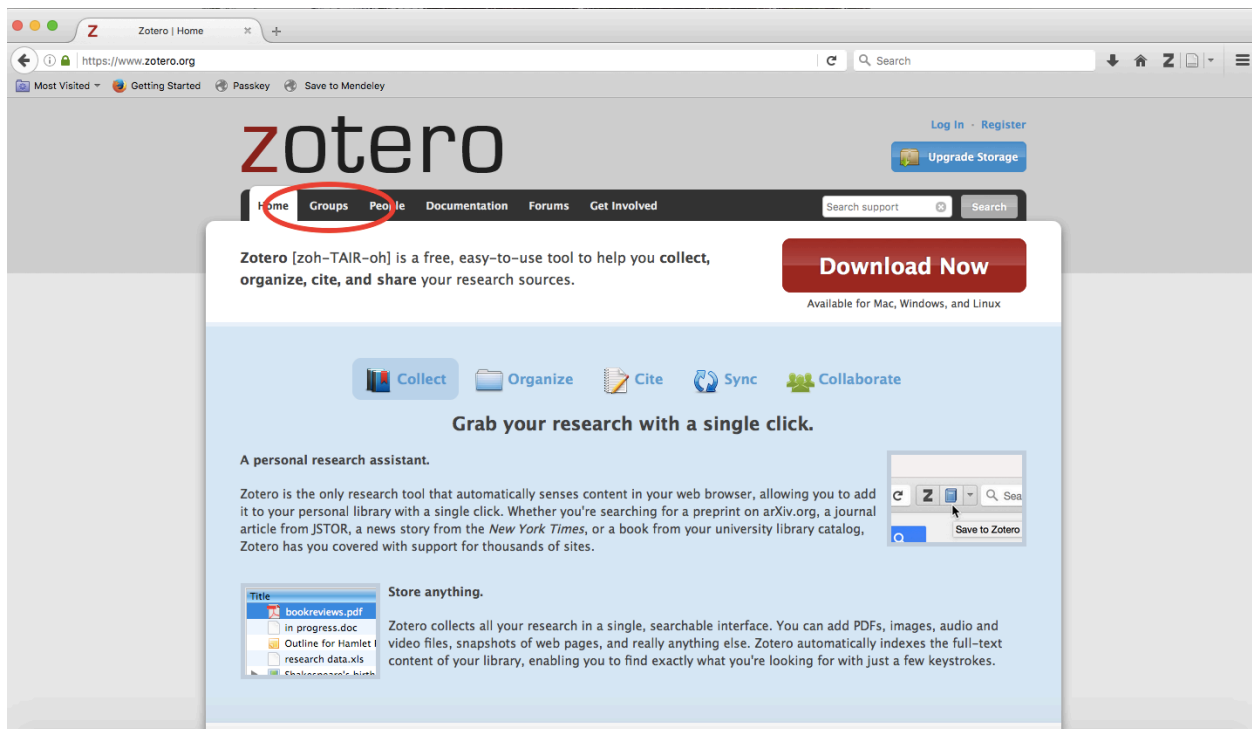 Zotero | Home
https://www.zotero.org
Search
Most Visited
Getting Started
Passkey
Save to Mendeley
zotero
Log In - Register
Upgrade Storage
Home Groups People Documentation Forums Get Involved
Search support
Search
Zotero [zoh-TAIR-oh] is a free, easy-to-use tool to help you collect,
organize, cite, and share your research sources.
Download Now
Available for Mac, Windows, and Linux
Collect
Organize
Cite
Sync
Collaborate
Grab your research with a single click.
A personal research assistant.
Zotero is the only research tool that automatically senses content in your web browser, allowing you to add
it to your personal library with a single click. Whether you're searching for a preprint on arXiv.org, a journal
article from JSTOR, a news story from the New York Times, or a book from your university library catalog,
Zotero has you covered with support for thousands of sites.
Z
Sea
Save to Zotero
Title
bookreviews.pdf
in progress.doc
Outline for Hamlet
research data.xls
Shakespeare's birth
Store anything.
Zotero collects all your research in a single, searchable interface. You can add PDFs, images, audio and
video files, snapshots of web pages, and really anything else. Zotero automatically indexes the full-text
content of your library, enabling you to find exactly what you're looking for with just a few keystrokes.